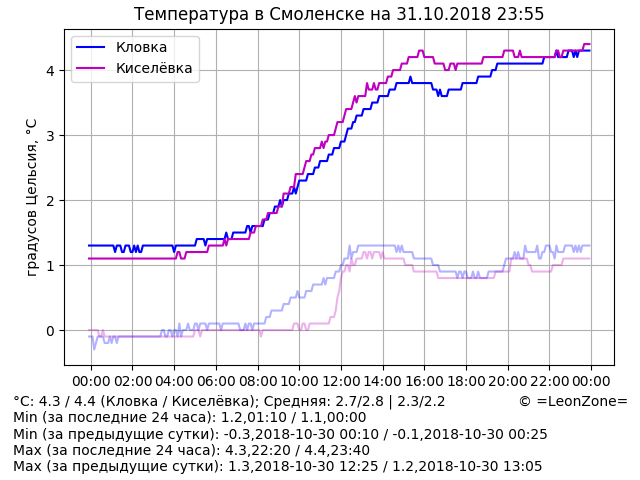 Температура в Смоленске на 31.10.2018 23:55
Кловка
Киселёвка
градусов Цельсия, °C
4
3
2
1
0
00:00 02:00 04:00 06:00 08:00 10:00 12:00 14:00 16:00 18:00 20:00 22:00 00:00
°C: 4.3 / 4.4 (Кловка / Киселёвка); Средняя: 2.7/2.8 | 2.3/2.2 © =LeonZone=
Min (за последние 24 часа): 1.2,01:10 / 1.1,00:00
Min (за предыдущие сутки): -0.3,2018-10-30 00:10 / -0.1,2018-10-30 00:25
Max (за последние 24 часа): 4.3,22:20 / 4.4,23:40
Max (за предыдущие сутки): 1.3,2018-10-30 12:25 / 1.2,2018-10-30 13:05